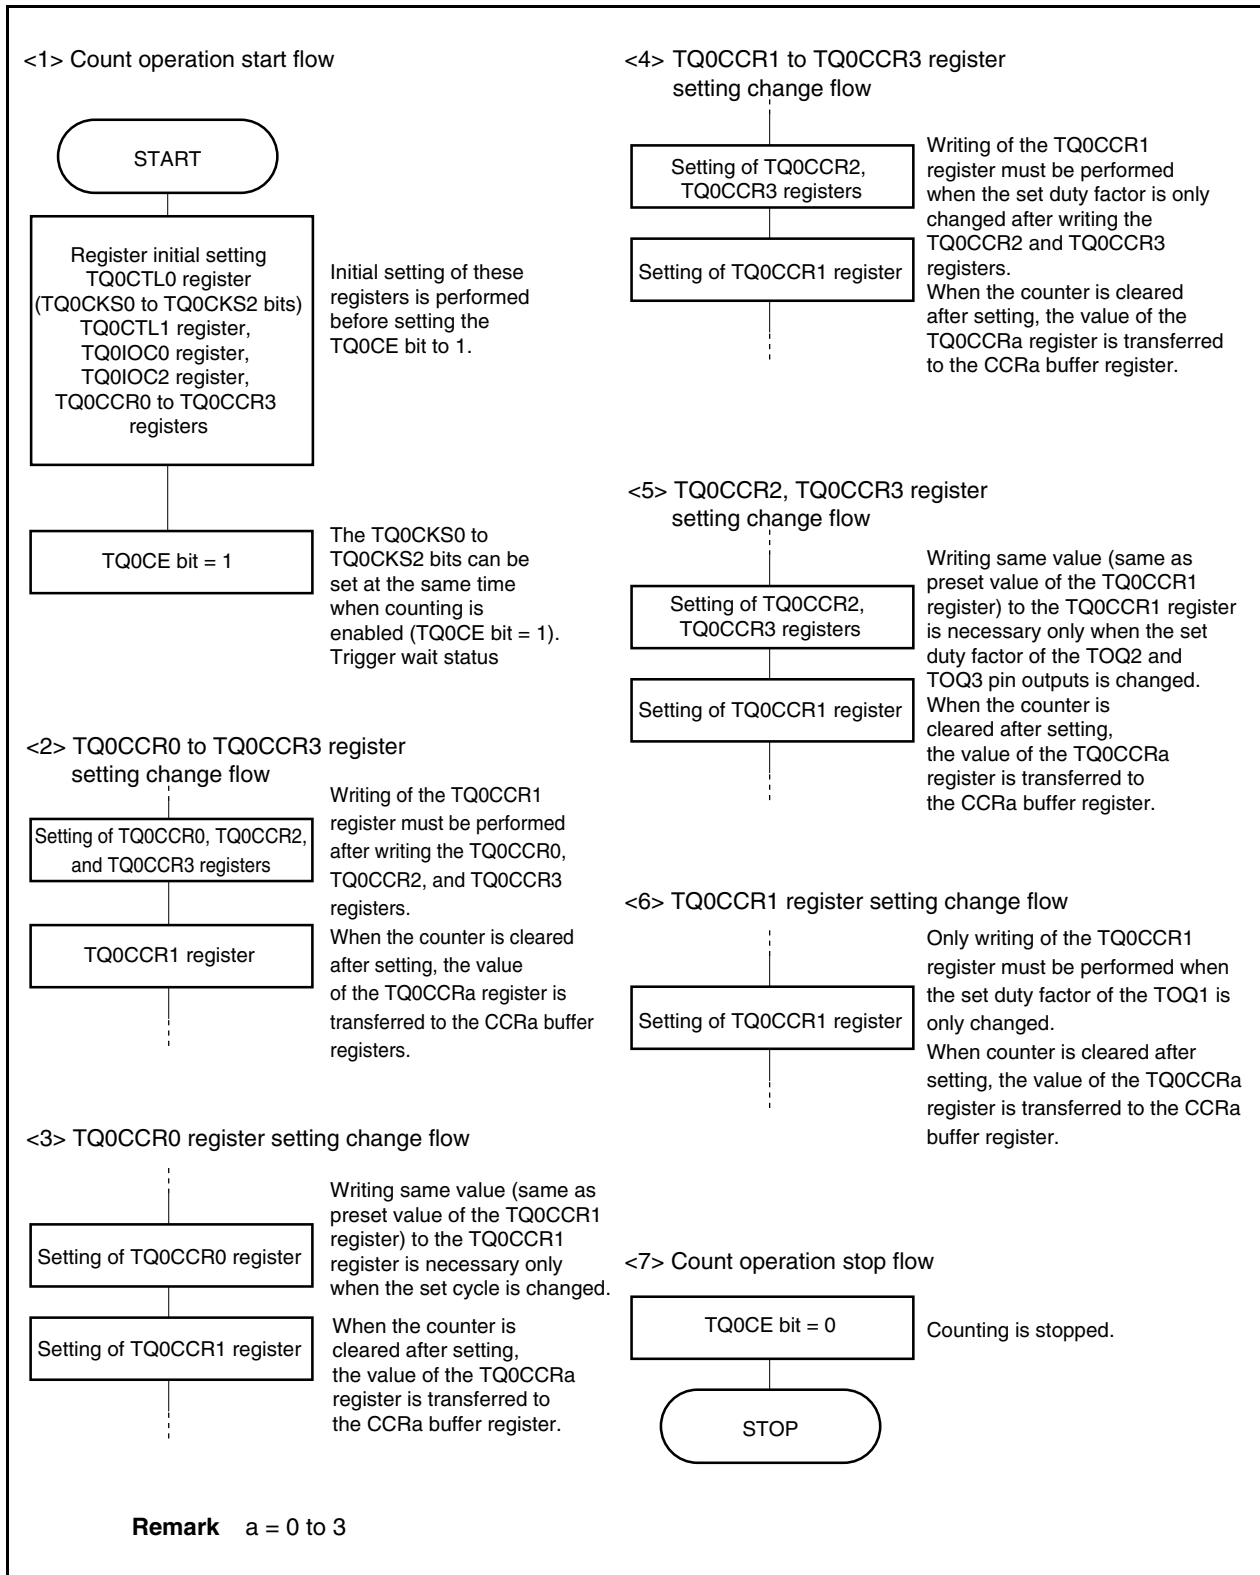 <1> Count operation start flow
START
Register initial setting
TQ0CTL0 register
(TQ0CKS0 to TQ0CKS2 bits)
TQ0CTL1 register,
TQ0IOC0 register,
TQ0IOC2 register,
TQ0CCR0 to TQ0CCR3
registers
Initial setting of these
registers is performed
before setting the
TQ0CE bit to 1.
TQ0CE bit = 1
The TQ0CKS0 to
TQ0CKS2 bits can be
set at the same time
when counting is
enabled (TQ0CE bit = 1).
Trigger wait status
<2> TQ0CCR0 to TQ0CCR3 register
setting change flow
Setting of TQ0CCR0, TQ0CCR2,
and TQ0CCR3 registers
TQ0CCR1 register
Writing of the TQ0CCR1
register must be performed
after writing the TQ0CCR0,
TQ0CCR2, and TQ0CCR3
registers.
When the counter is cleared
after setting, the value
of the TQ0CCRa register is
transferred to the CCRa buffer
registers.
<3> TQ0CCR0 register setting change flow
Setting of TQ0CCR0 register
Setting of TQ0CCR1 register
Writing same value (same as
preset value of the TQ0CCR1
register) to the TQ0CCR1
register is necessary only
when the set cycle is changed.
When the counter is
cleared after setting,
the value of the TQ0CCRa
register is transferred to
the CCRa buffer register.
<4> TQ0CCR1 to TQ0CCR3 register
setting change flow
Setting of TQ0CCR2,
TQ0CCR3 registers
Setting of TQ0CCR1 register
Writing of the TQ0CCR1
register must be performed
when the set duty factor is only
changed after writing the
TQ0CCR2 and TQ0CCR3
registers.
When the counter is cleared
after setting, the value of the
TQ0CCRa register is transferred
to the CCRa buffer register.
<5> TQ0CCR2, TQ0CCR3 register
setting change flow
Setting of TQ0CCR2,
TQ0CCR3 registers
Setting of TQ0CCR1 register
Writing same value (same as
preset value of the TQ0CCR1
register) to the TQ0CCR1 register
is necessary only when the set
duty factor of the TOQ2 and
TOQ3 pin outputs is changed.
When the counter is
cleared after setting,
the value of the TQ0CCRa
register is transferred to
the CCRa buffer register.
<6> TQ0CCR1 register setting change flow
Setting of TQ0CCR1 register
Only writing of the TQ0CCR1
register must be performed when
the set duty factor of the TOQ1 is
only changed.
When counter is cleared after
setting, the value of the TQ0CCRa
register is transferred to the CCRa
buffer register.
<7> Count operation stop flow
TQ0CE bit = 0
Counting is stopped.
STOP
Remark a = 0 to 3